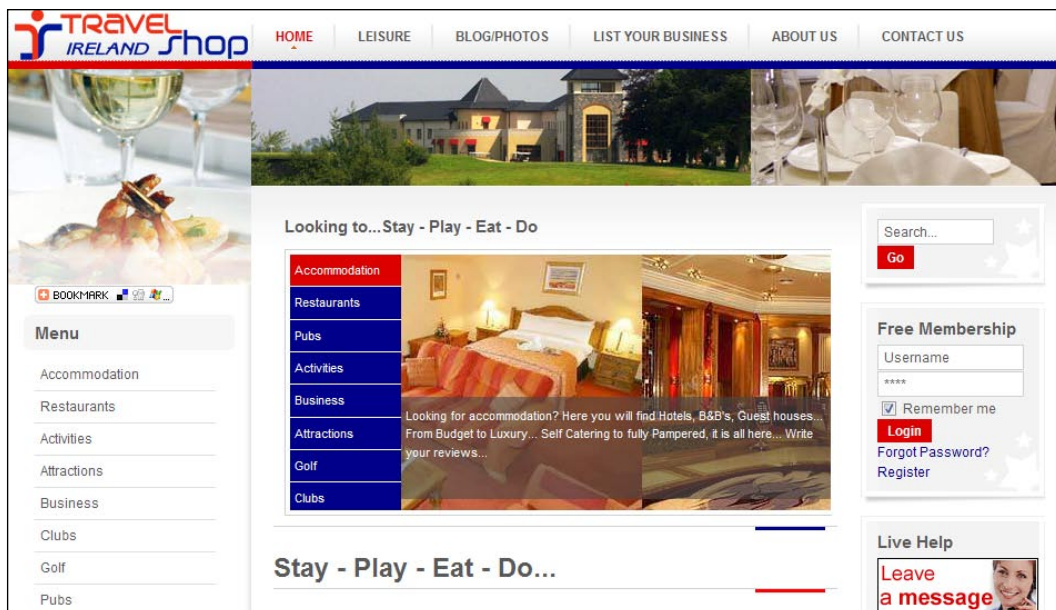 TRAVEL
IRELAND Shop
HOME
LEISURE
BLOG/PHOTOS
LIST YOUR BUSINESS
ABOUT US
CONTACT US
BOOKMARK
Menu
Accommodation
Restaurants
Activities
Attractions
Business
Clubs
Golf
Pubs
Looking to...Stay - Play - Eat - Do
Accommodation
Restaurants
Pubs
Activities
Business
Attractions
Golf
Clubs
Looking for accommodation? Here you will find Hotels, B&B's, Guest houses...
From Budget to Luxury... Self Catering to fully Pampered, it is all here... Write
your reviews...
Stay - Play - Eat - Do...
Search...
Go
Free Membership
Username
****
Remember me
Login
Forgot Password?
Register
Live Help
Leave
a message